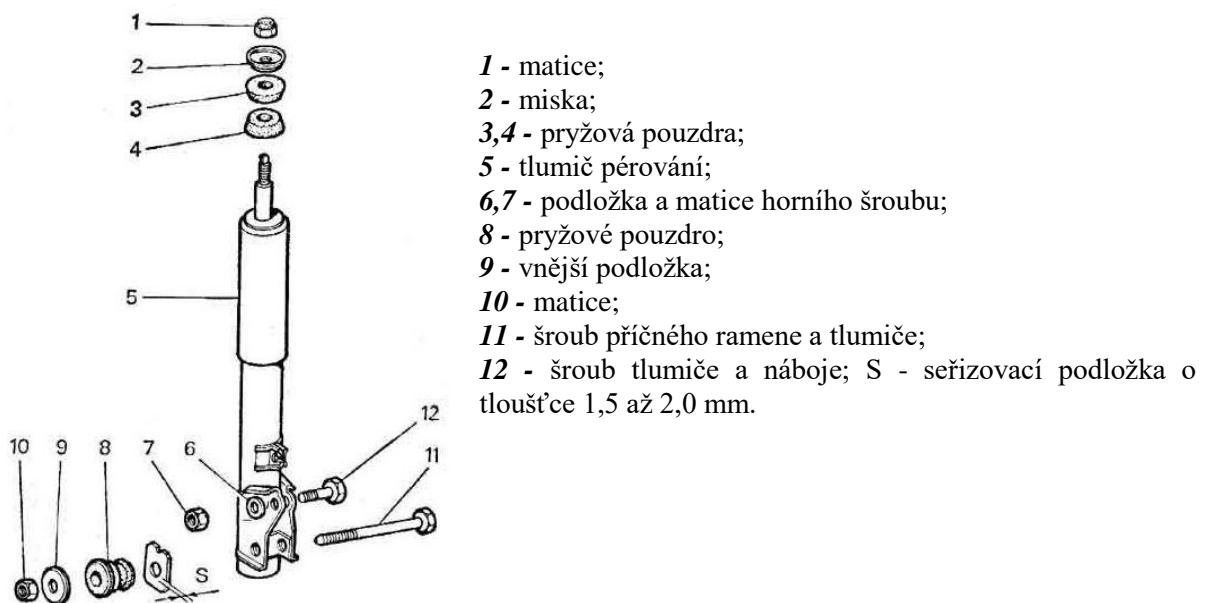 1
2
3
4
5
6
7
8
9
10
11
12
S
1 - matice;
2 - miska;
3,4 - pryžová pouzdra;
5 - tlumič pérování;
6,7 - podložka a matice horního šroubu;
8 - pryžové pouzdro;
9 - vnější podložka;
10 - matice;
11 - šroub příčného ramene a tlumiče;
12 - šroub tlumiče a náboje; S - seřizovací podložka o
tloušťce 1,5 až 2,0 mm.